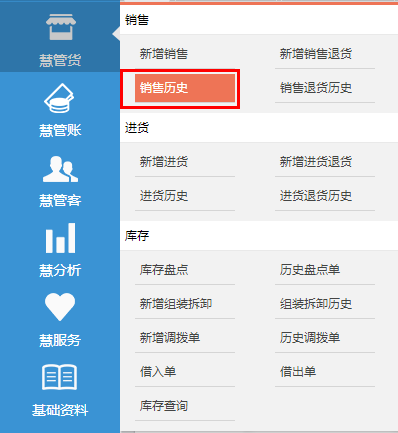 慧管货
慧管账
慧管客
慧分析
慧服务
基础资料
销售
新增销售 新增销售退货
销售历史 销售退货历史
进货
新增进货 新增进货退货
进货历史 进货退货历史
库存
库存盘点 历史盘点单
新增组装拆卸 组装拆卸历史
新增调拨单 历史调拨单
借入单 借出单
库存查询